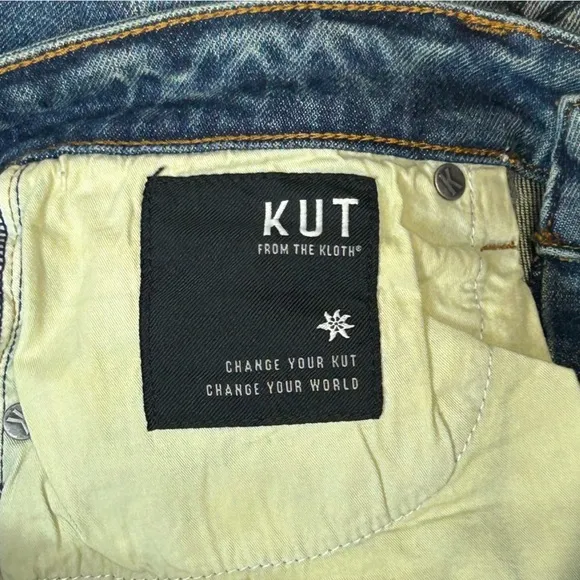 KUT
FROM THE KLOTH®
CHANGE YOUR KUT
CHANGE YOUR WORLD
K
K